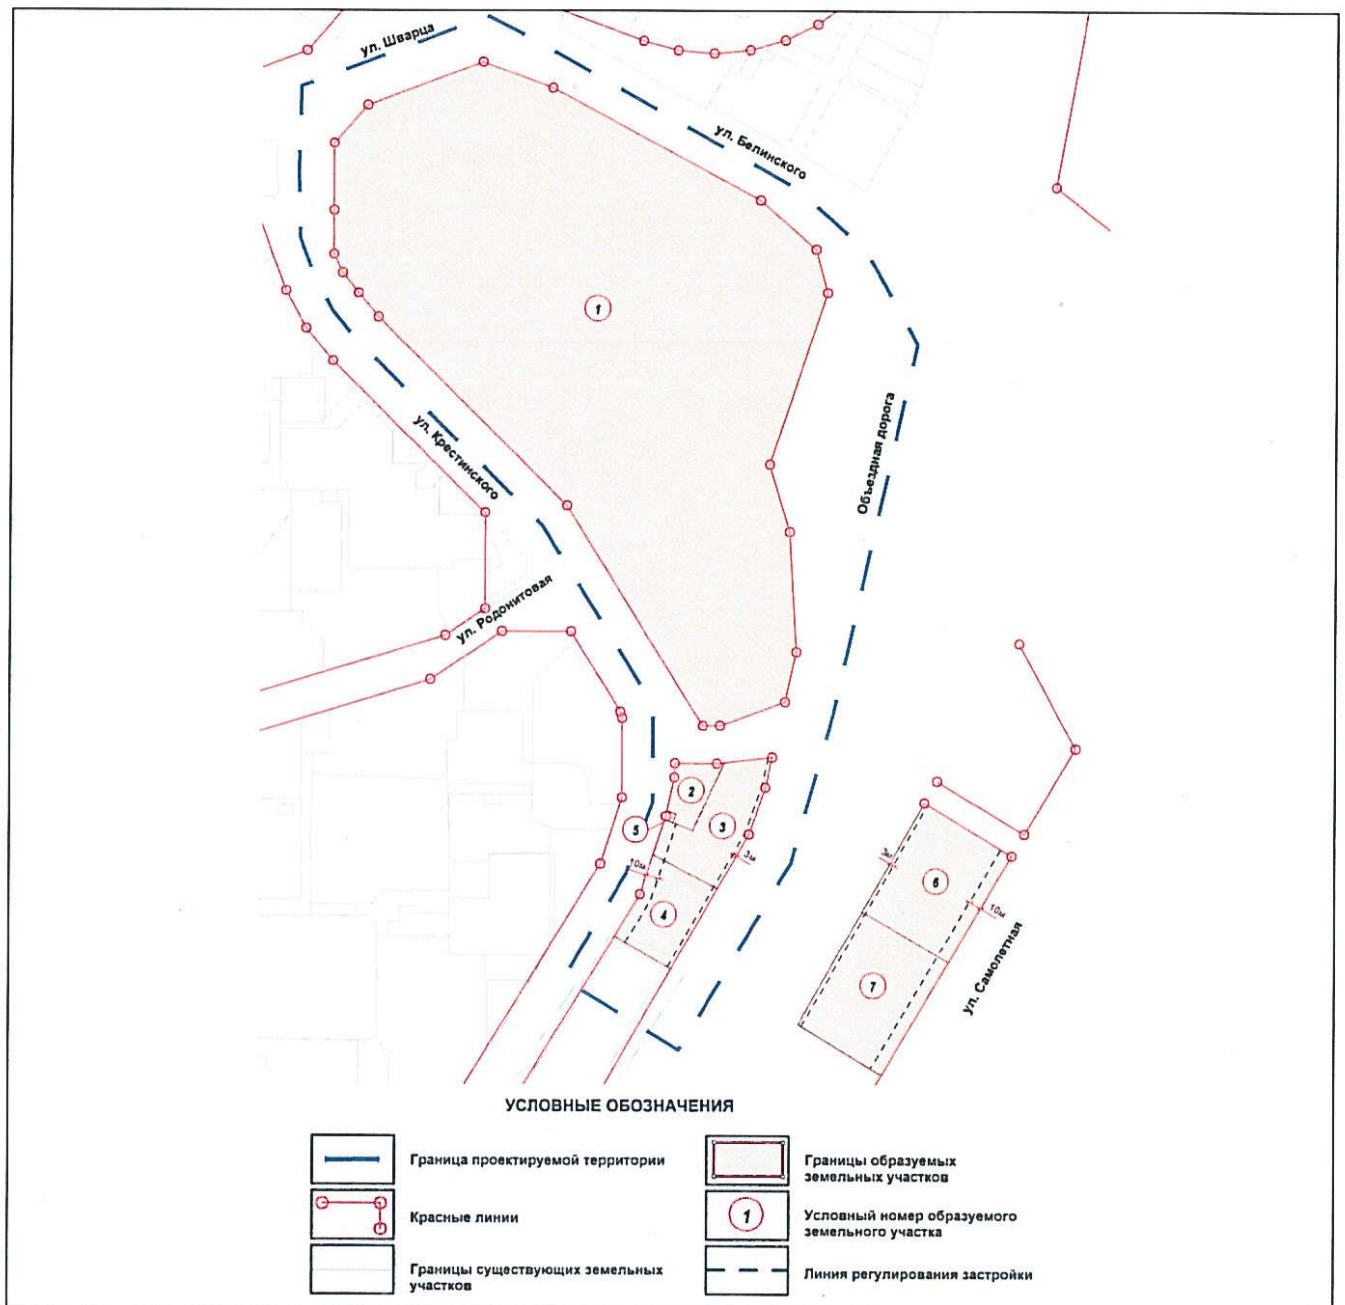 ул. Шварца
ул. Белинского
1
Объездная дорога
ул. Крестинского
ул. Родонитовая
2
3
5
3м
10м
4
3м
6
10м
7
ул. Самолетная
УСЛОВНЫЕ ОБОЗНАЧЕНИЯ
Граница проектируемой территории
Красные линии
Границы существующих земельных
участков
Границы образуемых
земельных участков
1
Условный номер образуемого
земельного участка
Линия регулирования застройки